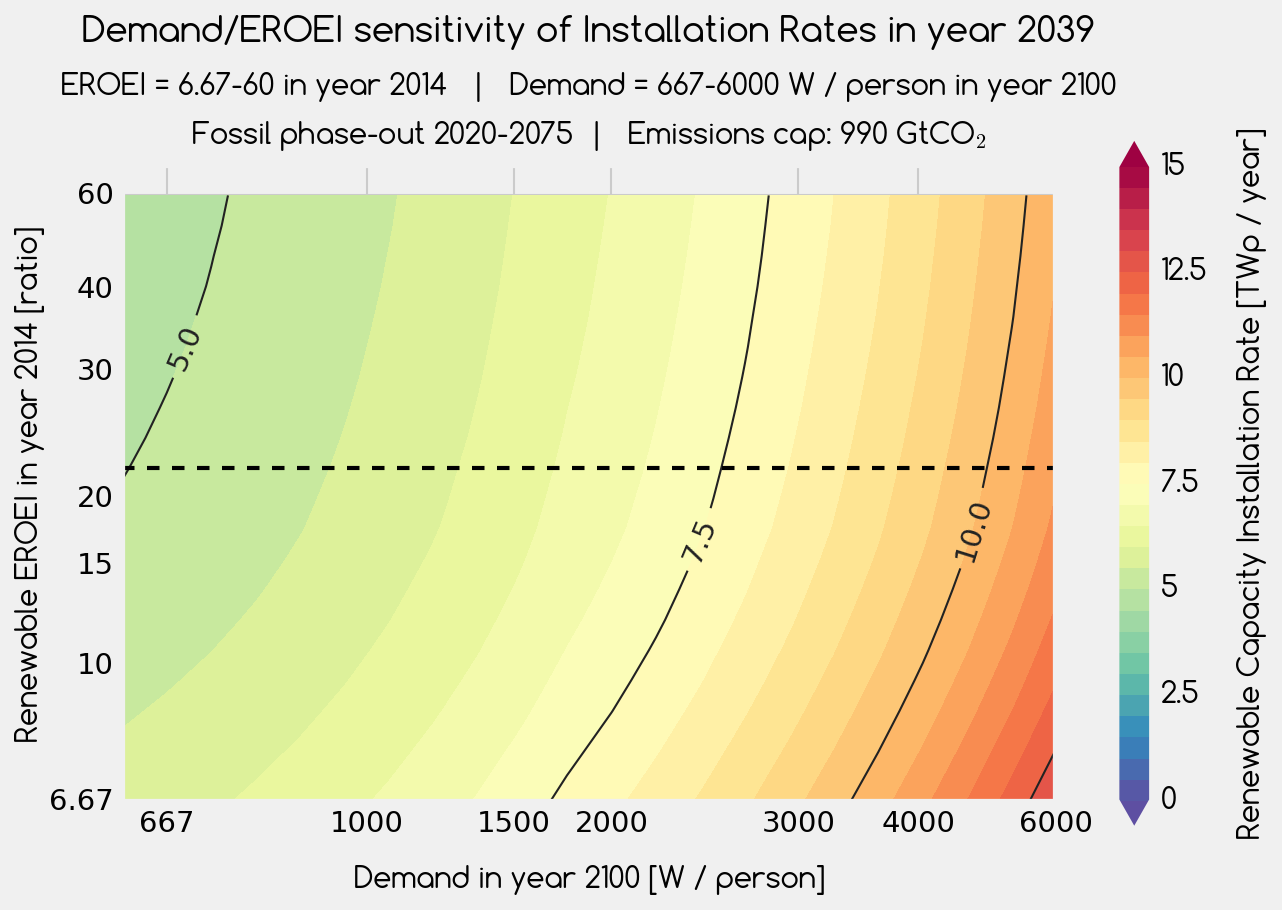 Demand/EROEI sensitivity of Installation Rates in year 2039
EROEI = 6.67-60 in year 2014 | Demand = 667-6000 W / person in year 2100
Fossil phase-out 2020-2075 | Emissions cap: 990 GtCO₂
Renewable EROEI in year 2014 [ratio]
60
40
30
20
15
10
6.67
5.0
7.5
10.0
667 1000 1500 2000 3000 4000 6000
Demand in year 2100 [W / person]
15
12.5
10
7.5
5
2.5
0
Renewable Capacity Installation Rate [TWp / year]